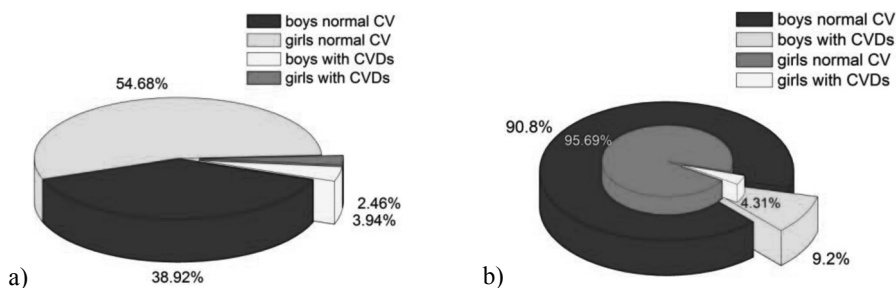 boys normal CV
girls normal CV
boys with CVDs
girls with CVDs
54.68%
2.46%
3.94%
38.92%
a)
boys normal CV
boys with CVDs
girls normal CV
girls with CVDs
90.8%
95.69%
4.31%
9.2%
b)